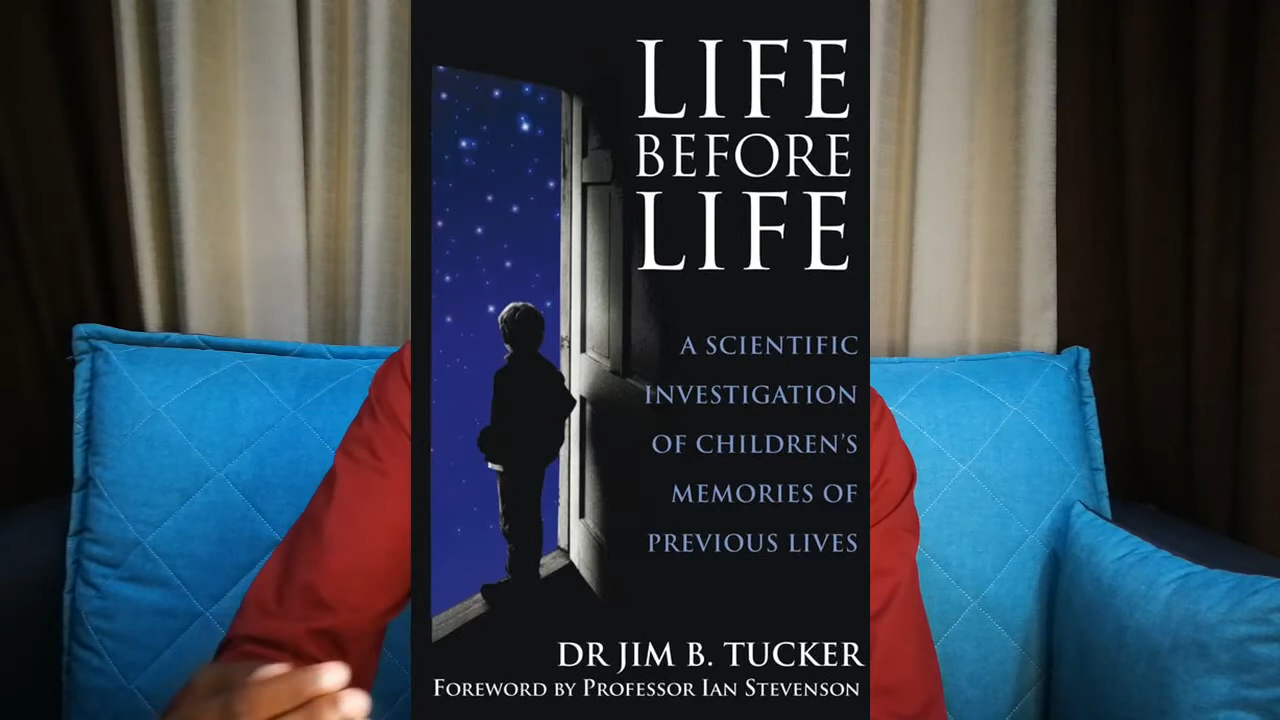 LIFE
BEFORE
LIFE
A SCIENTIFIC
INVESTIGATION
OF CHILDREN'S
MEMORIES OF
PREVIOUS LIVES
DR JIM B. TUCKER
FOREWORD BY PROFESSOR IAN STEVENSON